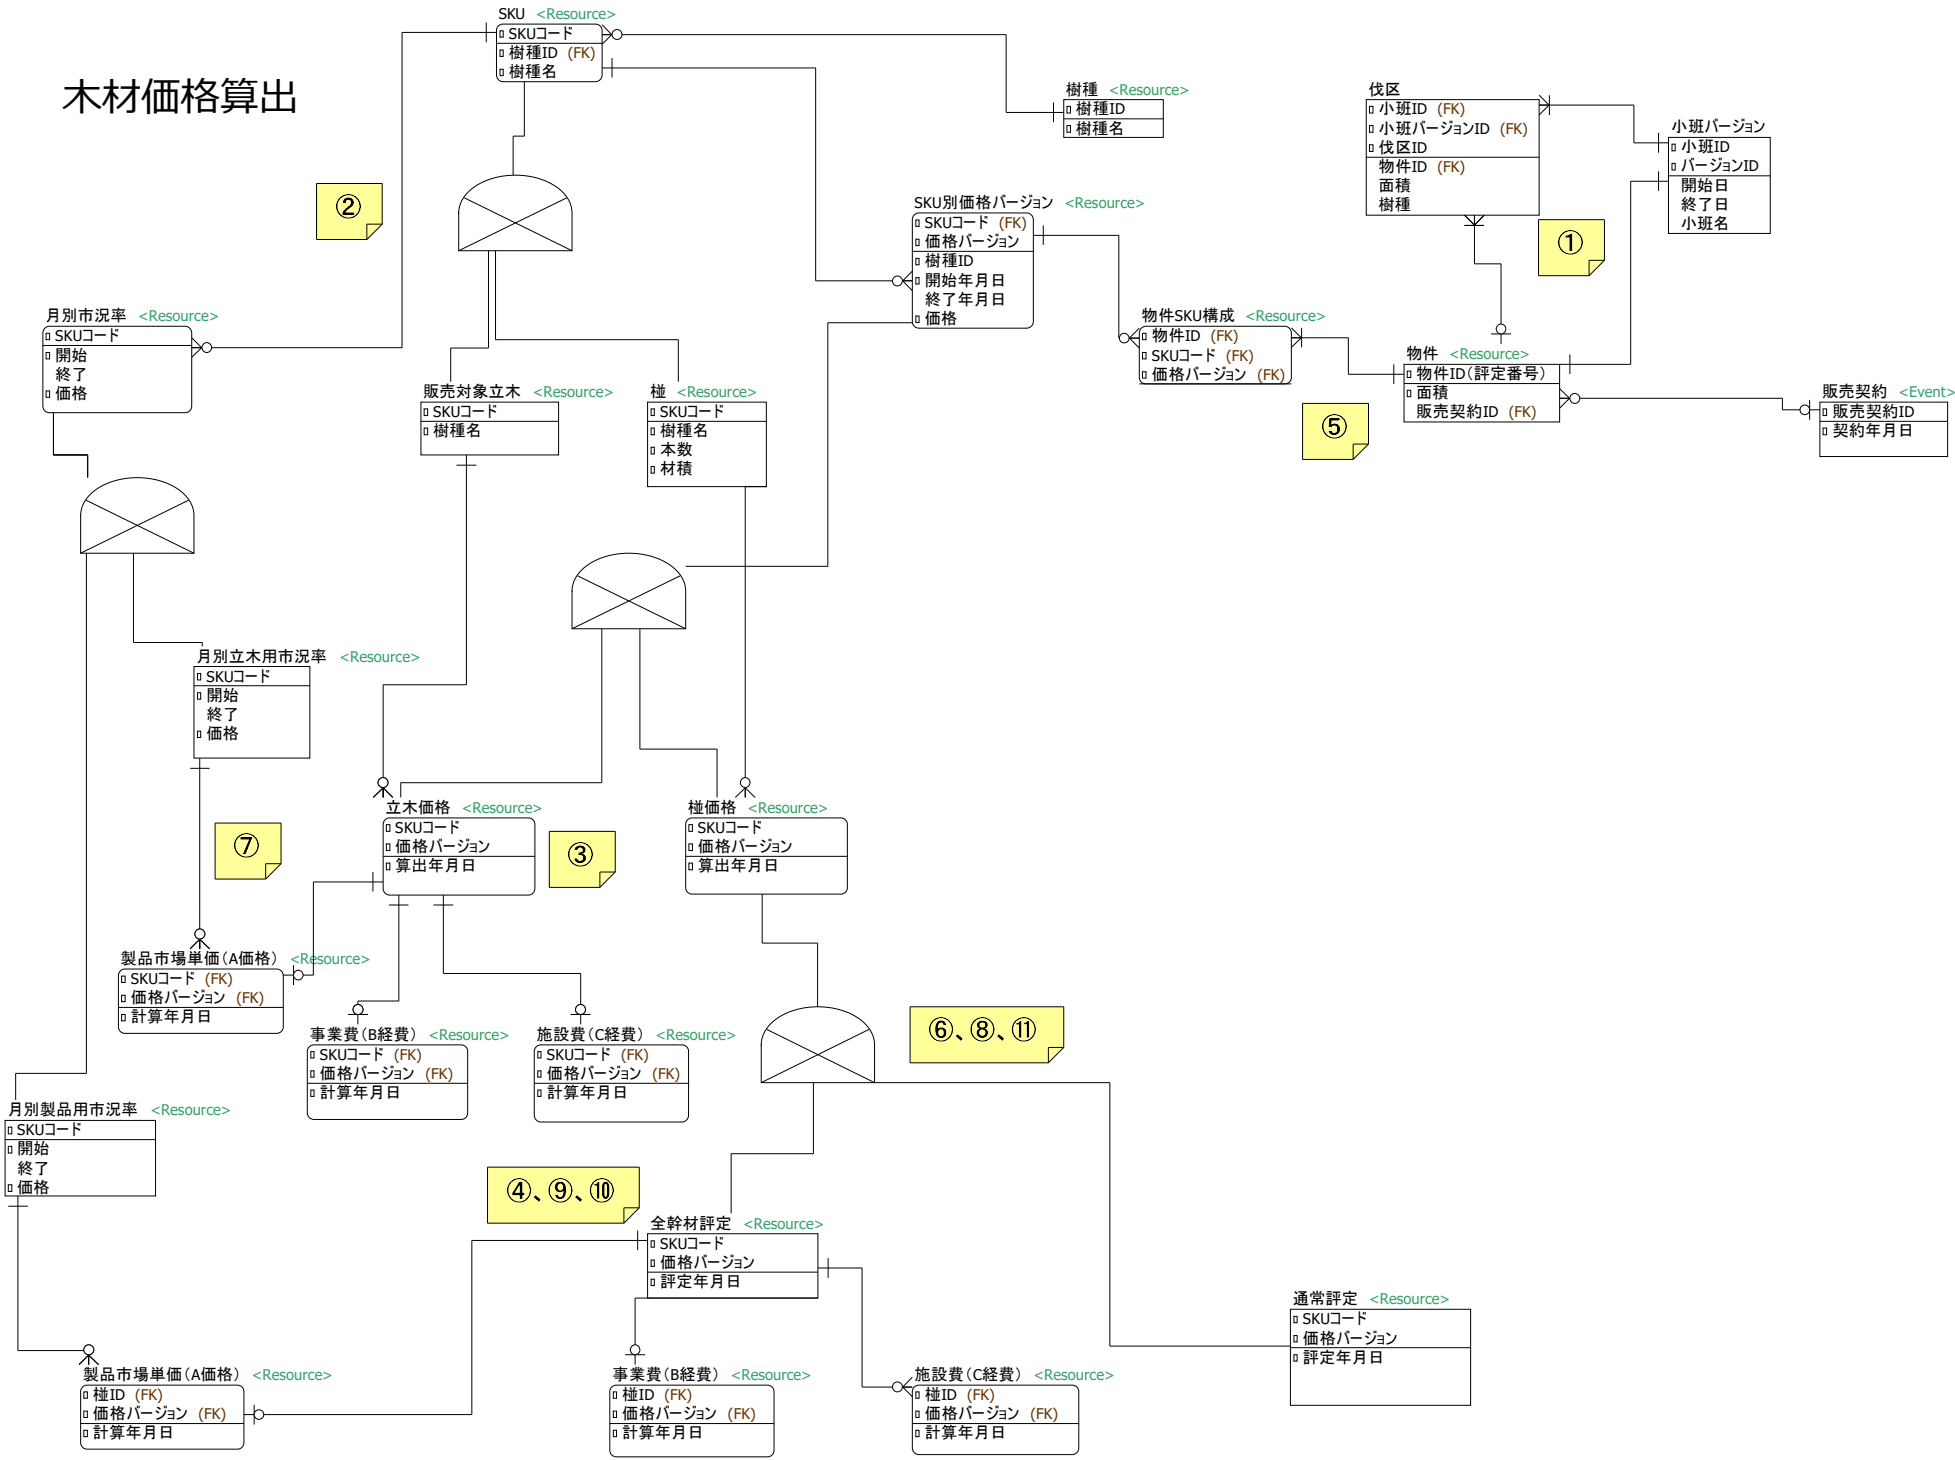 木材価格算出
SKU <Resource>
SKUコード
樹種ID (FK)
樹種名
樹種 <Resource>
樹種ID
樹種名
伐区
小班ID (FK)
小班バージョンID (FK)
伐区ID
物件ID (FK)
面積
樹種
小班バージョン
小班ID
バージョンID
開始日
終了日
小班名
①
②
SKU別価格バージョン <Resource>
SKUコード (FK)
価格バージョン
樹種ID
開始年月日
終了年月日
価格
物件SKU構成 <Resource>
物件ID (FK)
SKUコード (FK)
価格バージョン (FK)
物件 <Resource>
物件ID(評定番号)
面積
販売契約ID (FK)
販売契約 <Event>
販売契約ID
契約年月日
⑤
月別市況率 <Resource>
SKUコード
開始
終了
価格
販売対象立木 <Resource>
SKUコード
樹種名
椪 <Resource>
SKUコード
樹種名
本数
材積
月別立木用市況率 <Resource>
SKUコード
開始
終了
価格
⑦
立木価格 <Resource>
SKUコード
価格バージョン
算出年月日
③
椪価格 <Resource>
SKUコード
価格バージョン
算出年月日
製品市場単価(A価格) <Resource>
SKUコード (FK)
価格バージョン (FK)
計算年月日
事業費(B経費) <Resource>
SKUコード (FK)
価格バージョン (FK)
計算年月日
施設費(C経費) <Resource>
SKUコード (FK)
価格バージョン (FK)
計算年月日
⑥、⑧、⑪
月別製品用市況率 <Resource>
SKUコード
開始
終了
価格
④、⑨、⑩
全幹材評定 <Resource>
SKUコード
価格バージョン
評定年月日
通常評定 <Resource>
SKUコード
価格バージョン
評定年月日
製品市場単価(A価格) <Resource>
椪ID (FK)
価格バージョン (FK)
計算年月日
事業費(B経費) <Resource>
椪ID (FK)
価格バージョン (FK)
計算年月日
施設費(C経費) <Resource>
椪ID (FK)
価格バージョン (FK)
計算年月日